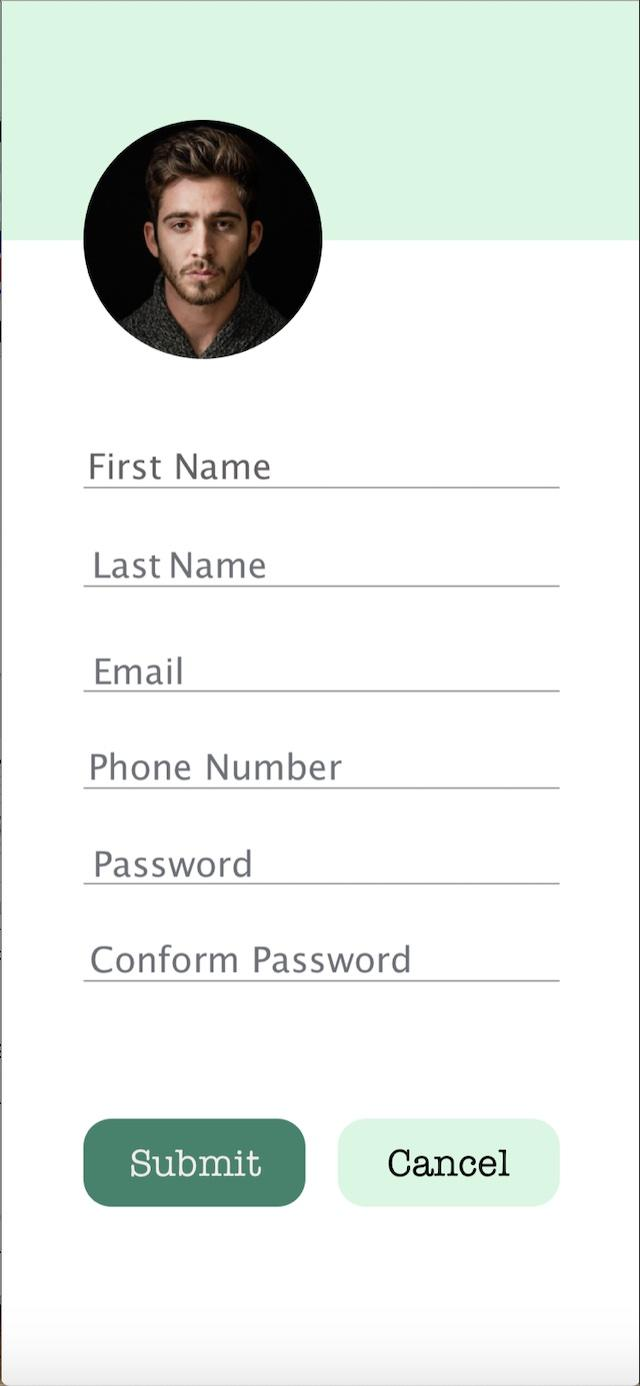 First Name
Last Name
Email
Phone Number
Password
Conform Password
Submit Cancel